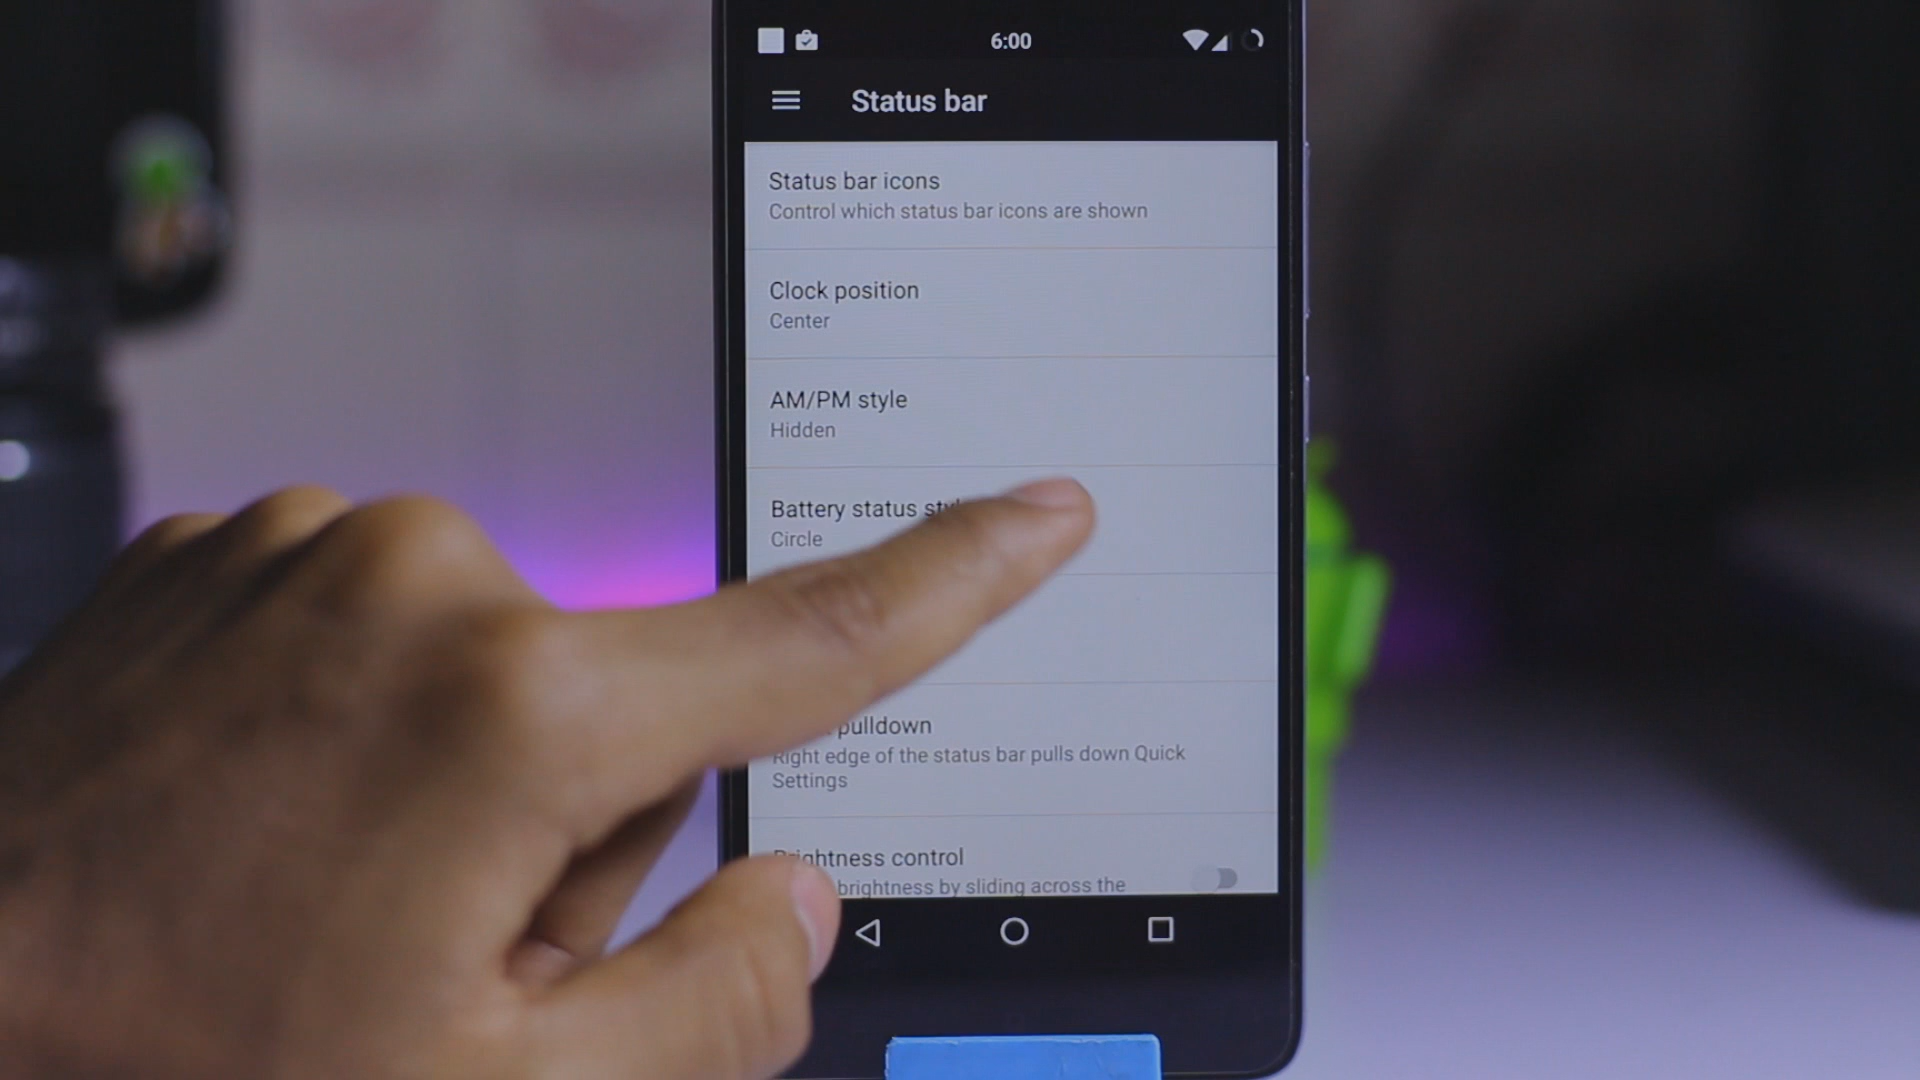 6:00
Status bar
Status bar icons
Control which status bar icons are shown
Clock position
Center
AM/PM style
Hidden
Battery status
Circle
pulldown
Right edge of the status bar pulls down Quick
Settings
Brightness control
brightness by sliding across the